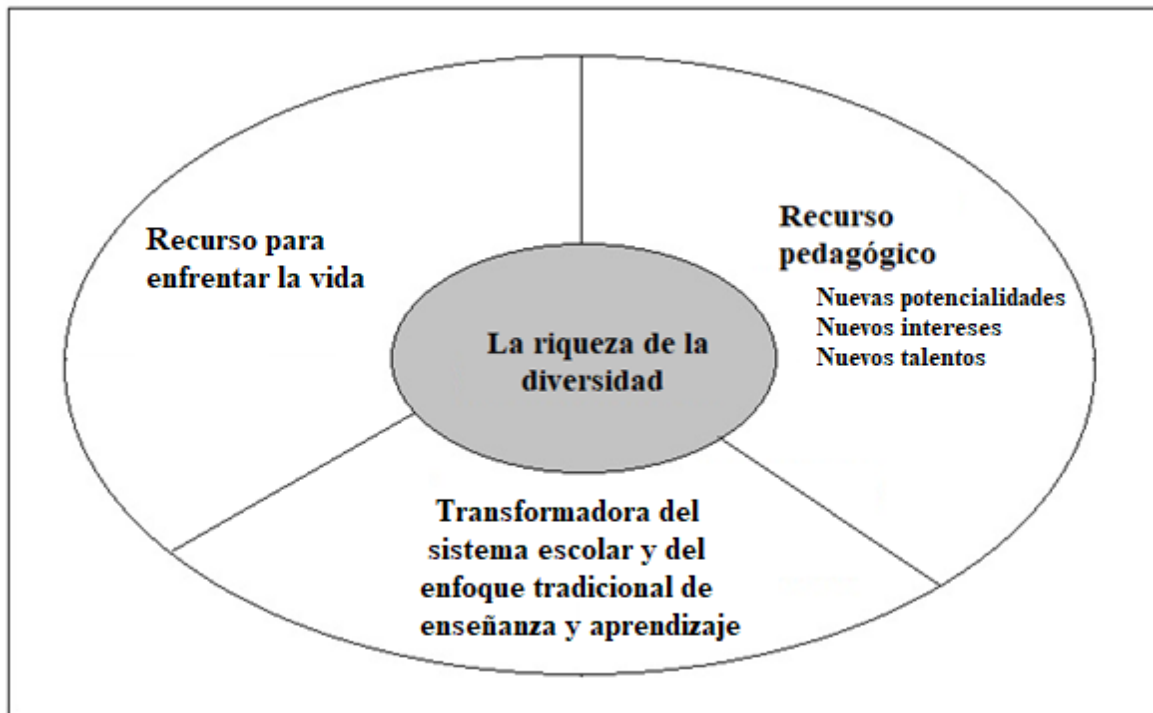 Recurso para
enfrentar la vida
Recurso
pedagógico
Nuevas potencialidades
Nuevos intereses
Nuevos talentos
La riqueza de la
diversidad
Transformadora del
sistema escolar y del
enfoque tradicional de
enseñanza y aprendizaje